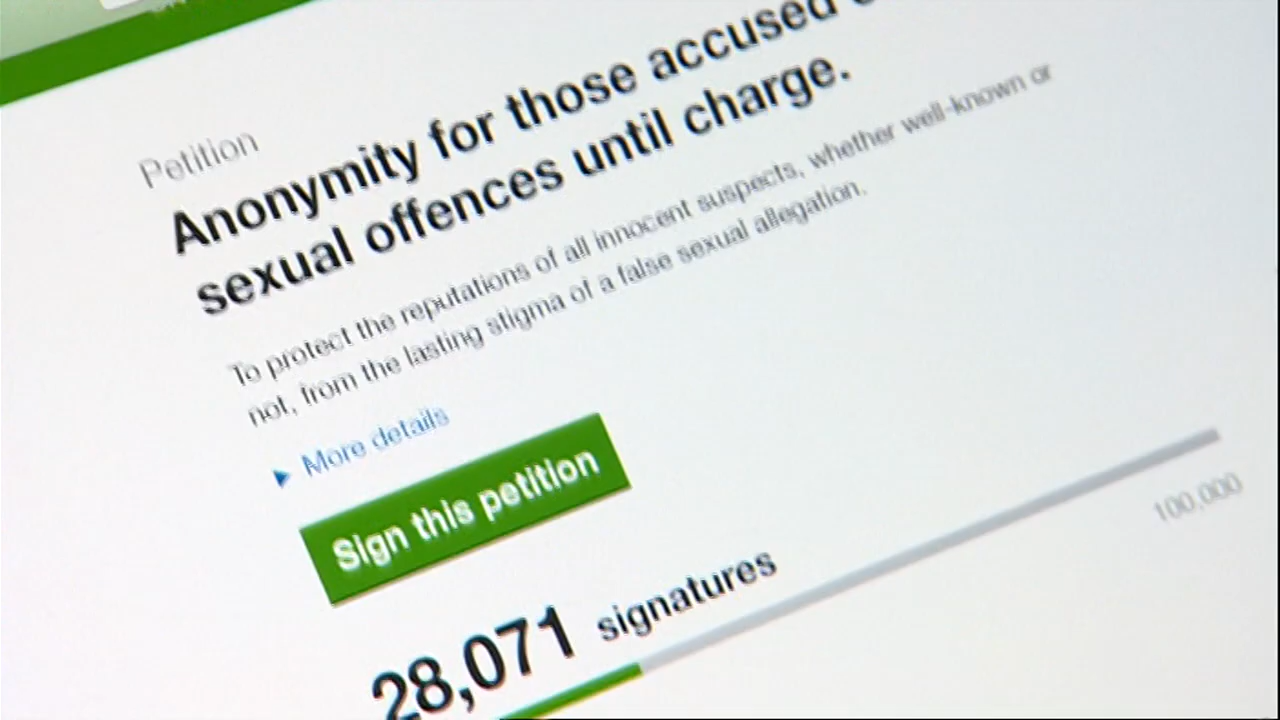 Petition
Anonymity for those accused
sexual offences until charge.
To protect the reputations of all innocent suspects, whether well-known or
not, from the lasting stigma of a false sexual allegation.
▶ More details
Sign this petition
28,071 signatures
100,000